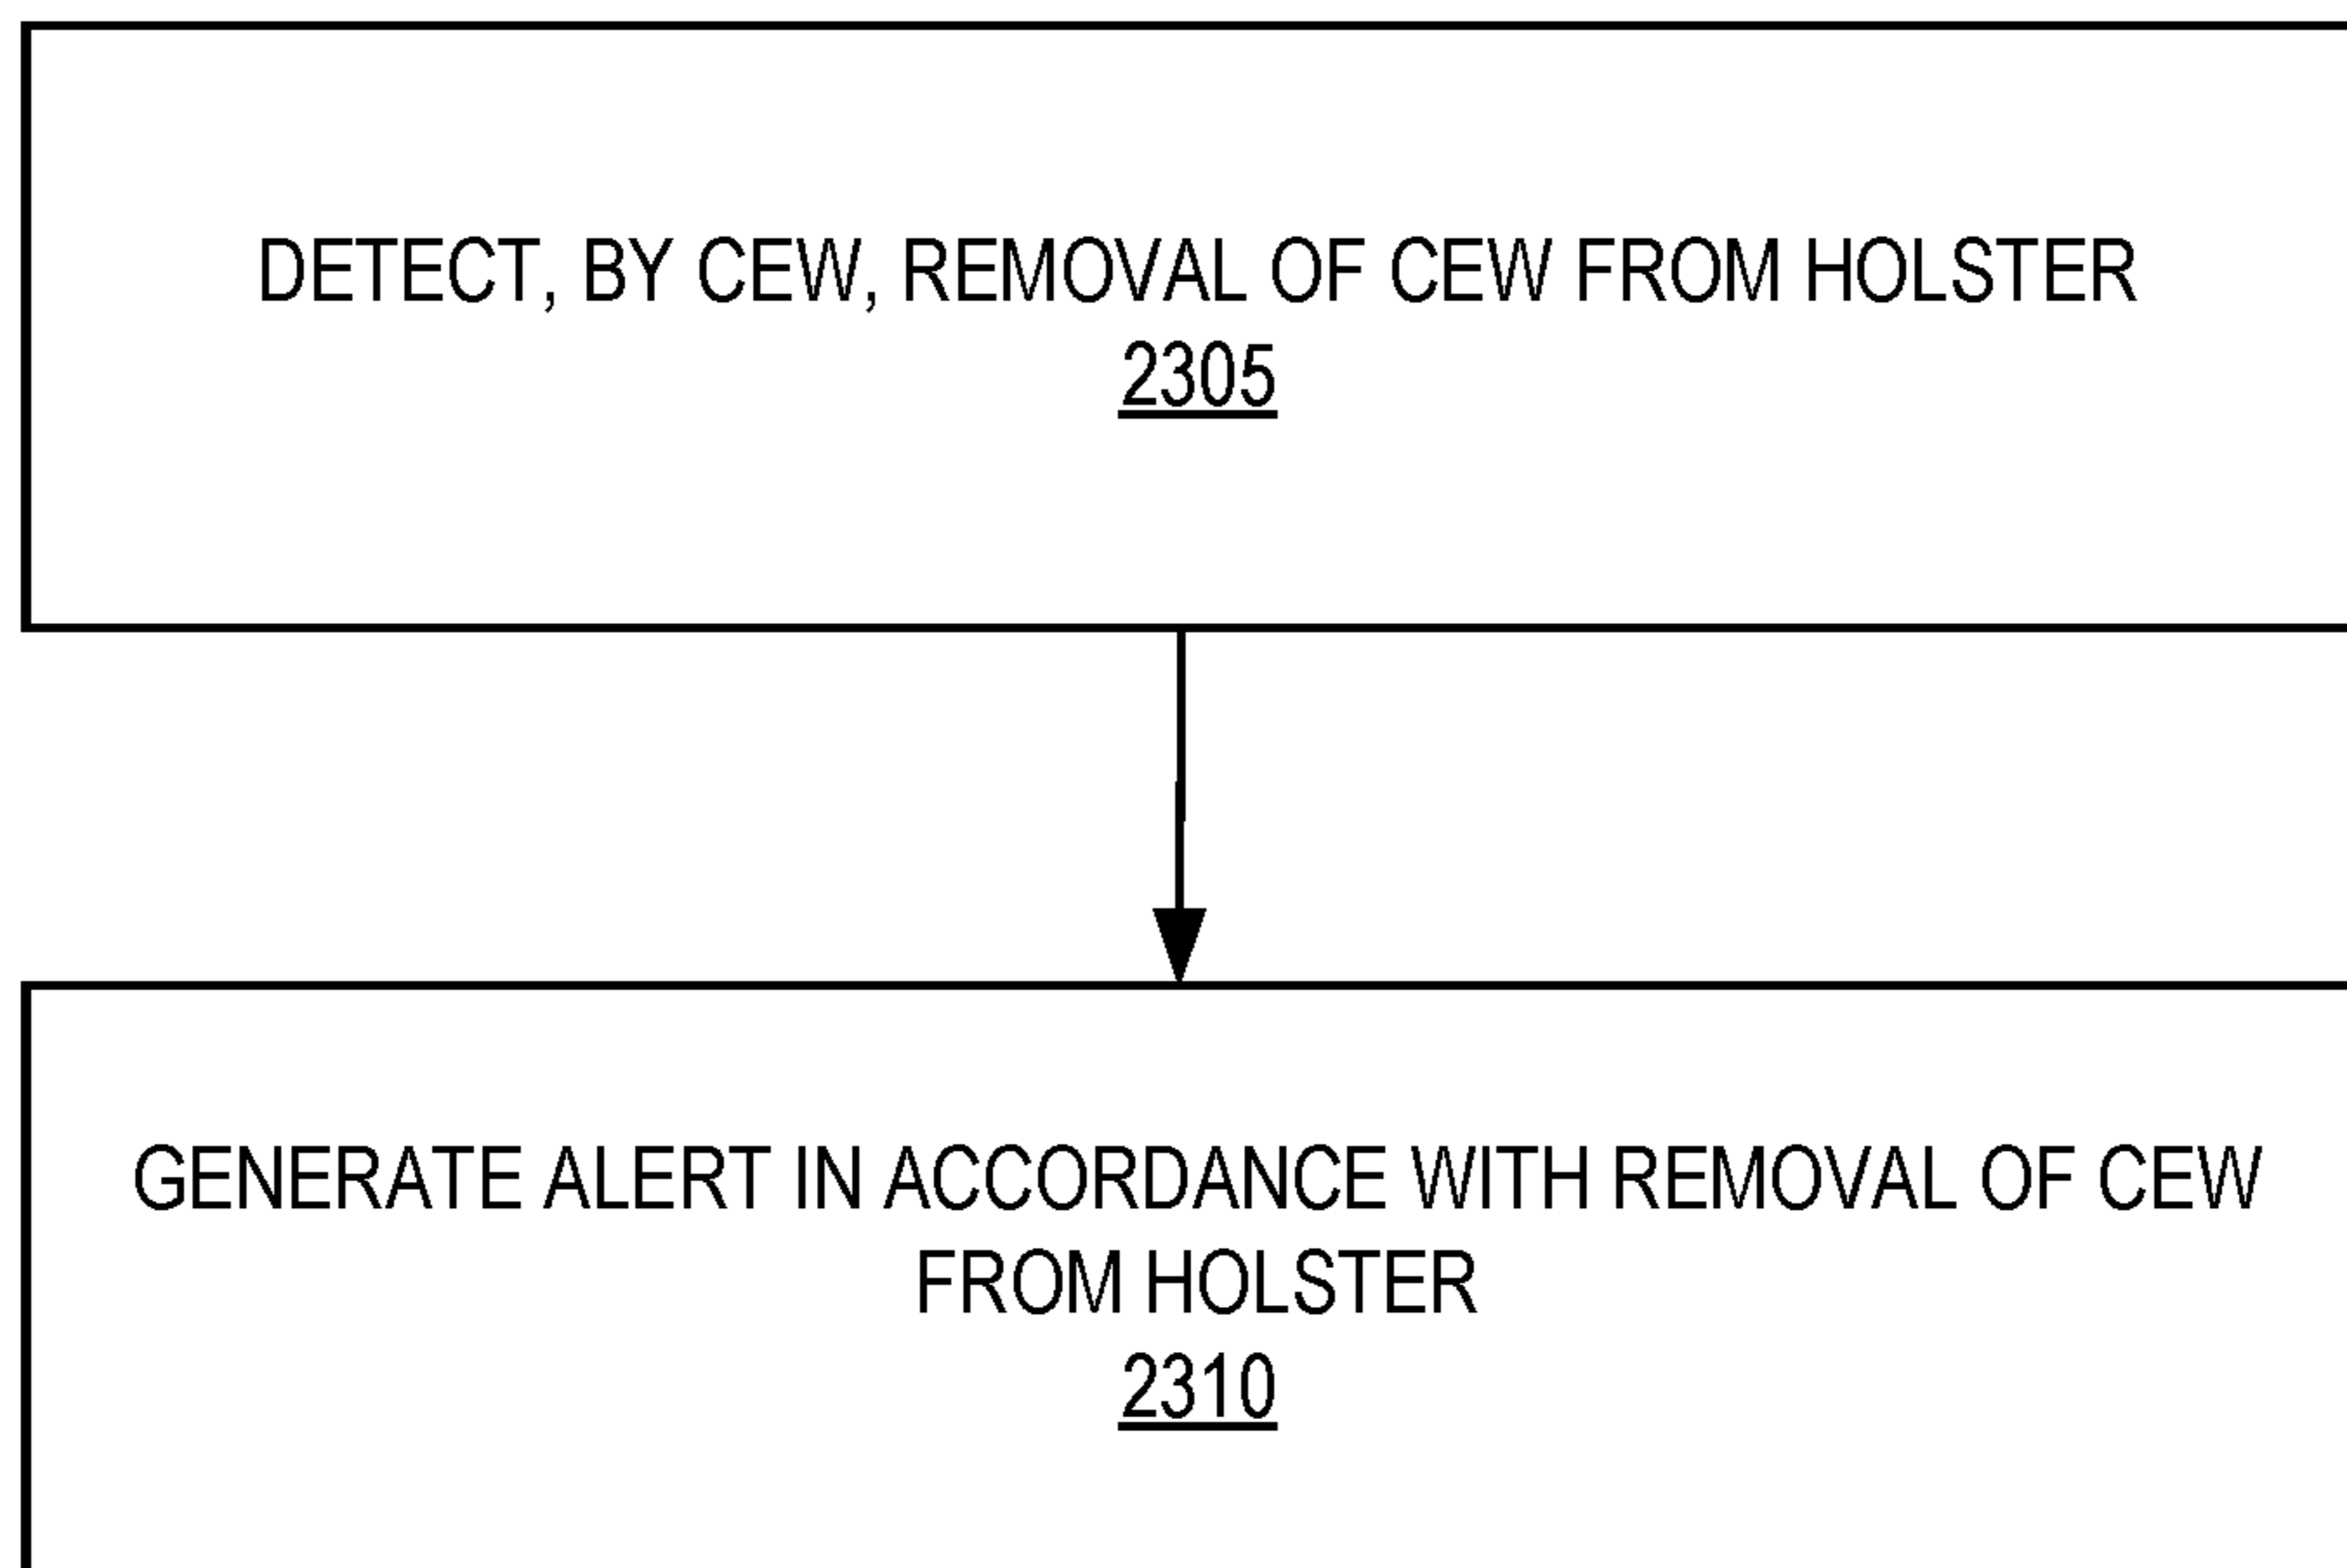 DETECT, BY CEW, REMOVAL OF CEW FROM HOLSTER
2305
GENERATE ALERT IN ACCORDANCE WITH REMOVAL OF CEW
FROM HOLSTER
2310